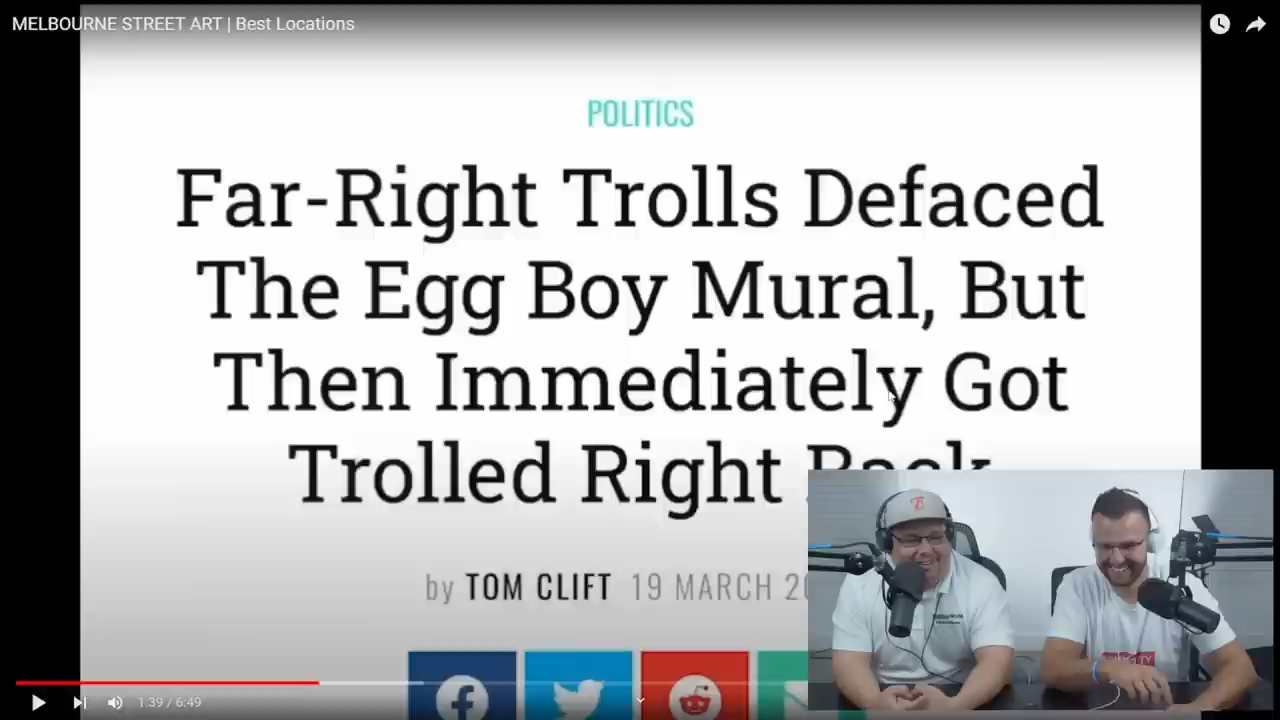 MELBOURNE STREET ART | Best Locations
POLITICS
Far-Right Trolls Defaced
The Egg Boy Mural, But
Then Immediately Got
Trolled Right Back
by TOM CLIFT 19 MARCH
1:39 / 6:49